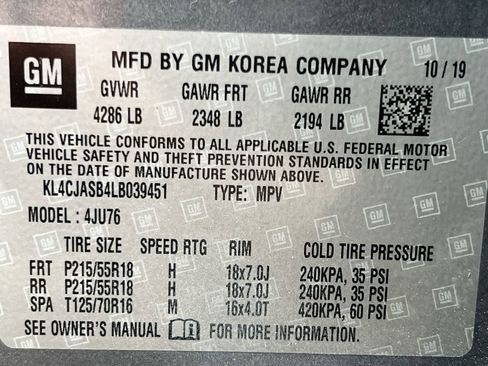 GM MFD BY GM KOREA COMPANY 10 / 19
GVWR GAWR FRT GAWR RR
4286 LB 2348 LB 2194 LB
THIS VEHICLE CONFORMS TO ALL APPLICABLE U.S. FEDERAL MOTOR
VEHICLE SAFETY AND THEFT PREVENTION STANDARDS IN EFFECT
ON THE DATE OF MANUFACTURE SHOWN ABOVE.
KL4CJASB4LB039451 TYPE: MPV
MODEL : 4JU76
TIRE SIZE SPEED RTG RIM COLD TIRE PRESSURE
FRT P215/55R18 H 18x7.0J 240KPA, 35 PSI
RR P215/55R18 H 18x7.0J 240KPA, 35 PSI
SPA T125/70R16 M 16x4.0T 420KPA, 60 PSI
SEE OWNER'S MANUAL FOR MORE INFORMATION.